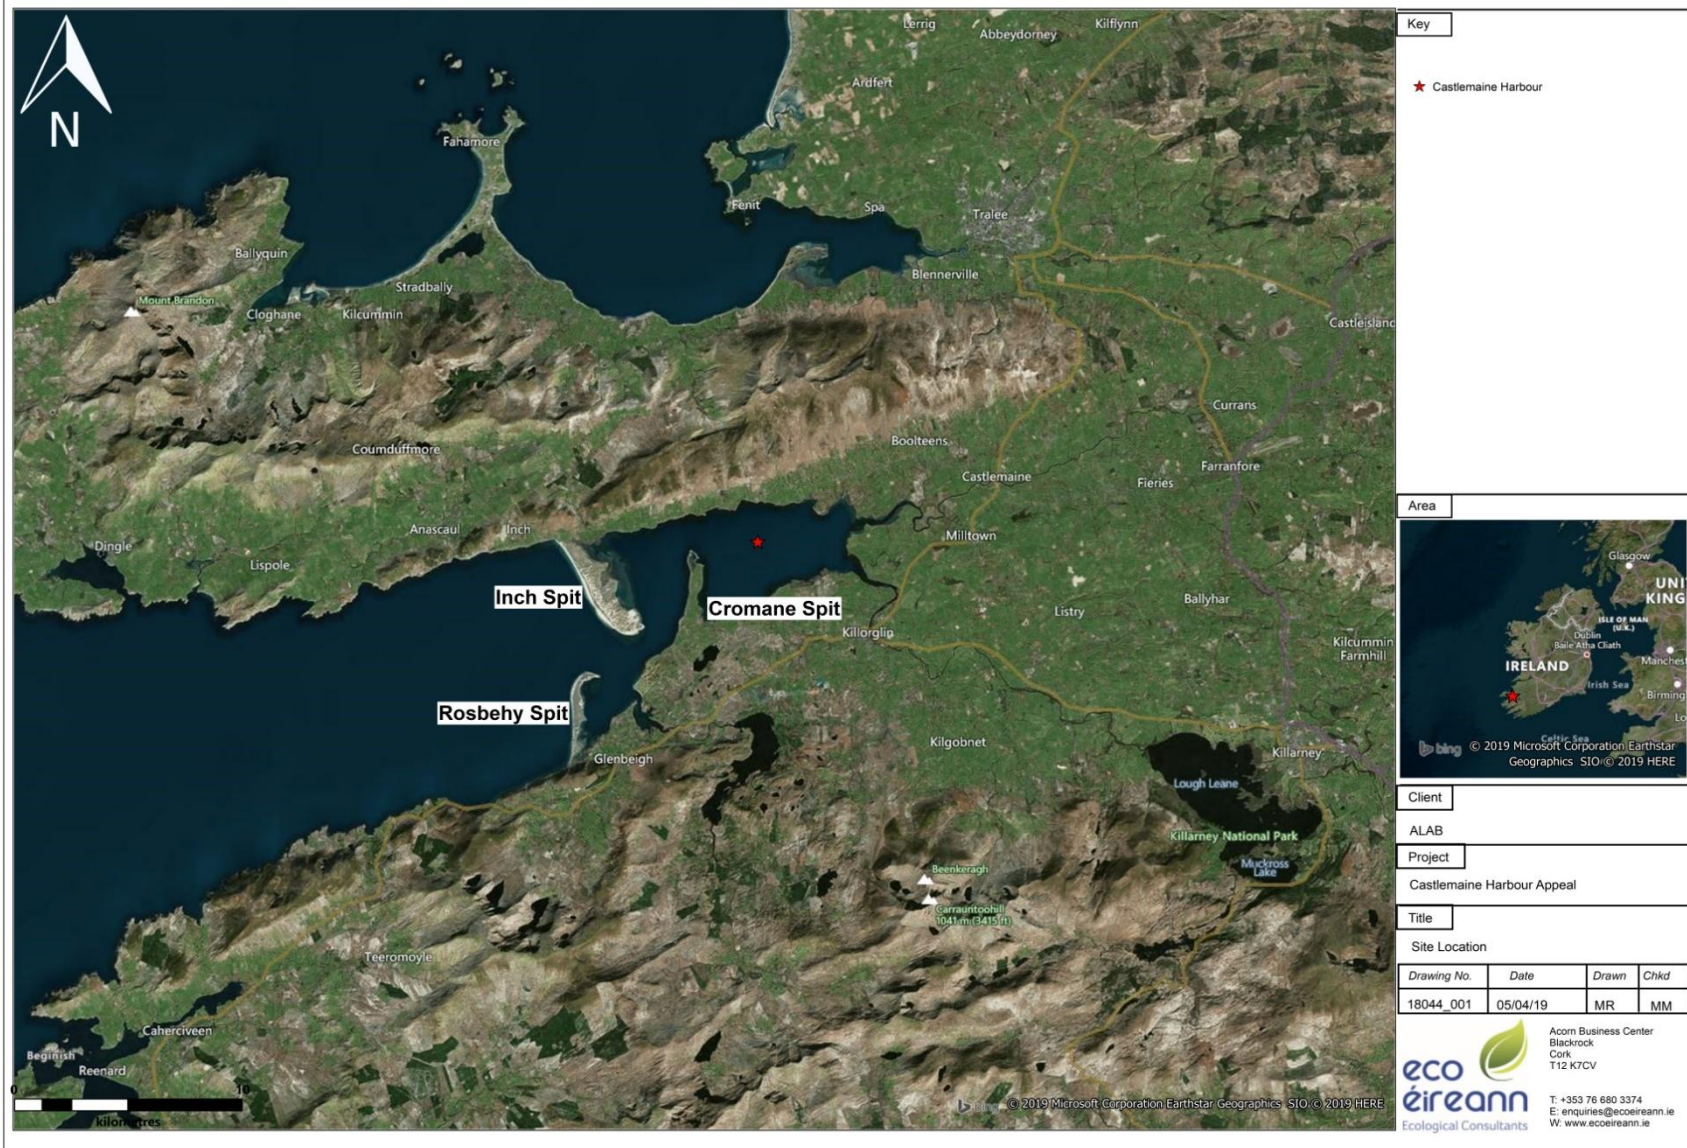 N
Lerrig
Kilflynn
Abbeydorney
Ardfert
Fahamore
Fenit
Spa
Tralee
Ballyquin
Blennerville
Stradbally
Mount Brandon
Cloghane
Kilcummin
Castleisland
Currans
Boolteens
Coumduffmore
Farranfore
Castlemaine
Fieries
Anascaul
Inch
Milltown
Dingle
Lispole
Inch Spit
Cromane Spit
Ballyhar
Listry
Killorglin
Kilcummin
Farmhill
Rosbehy Spit
Kilgobnet
Glenbeigh
Killarney
Lough Leane
Killarney National Park
Muckross
Lake
Beenkeragh
Carrauntoohill
1041 m (3415 ft)
Teeromoyle
Caherciveen
Beginish
Reenard
0 10
kilometres
bing © 2019 Microsoft Corporation Earthstar Geographics SIO © 2019 HERE
Key
Castlemaine Harbour
Area
Glasgow
UNI
KING
ISLE OF MAN
(U.K.)
Dublin
Baile Átha Cliath
Manchest
IRELAND
Irish Sea
Birming
Lo
Celtic Sea
bing © 2019 Microsoft Corporation Earthstar
Geographics SIO © 2019 HERE
Client
ALAB
Project
Castlemaine Harbour Appeal
Title
Site Location
Drawing No. Date Drawn Chkd
18044_001 05/04/19 MR MM
eco
éireann
Ecological Consultants
Acorn Business Center
Blackrock
Cork
T12 K7CV
T: +353 76 680 3374
E: enquiries@ecoeireann.ie
W: www.ecoeireann.ie